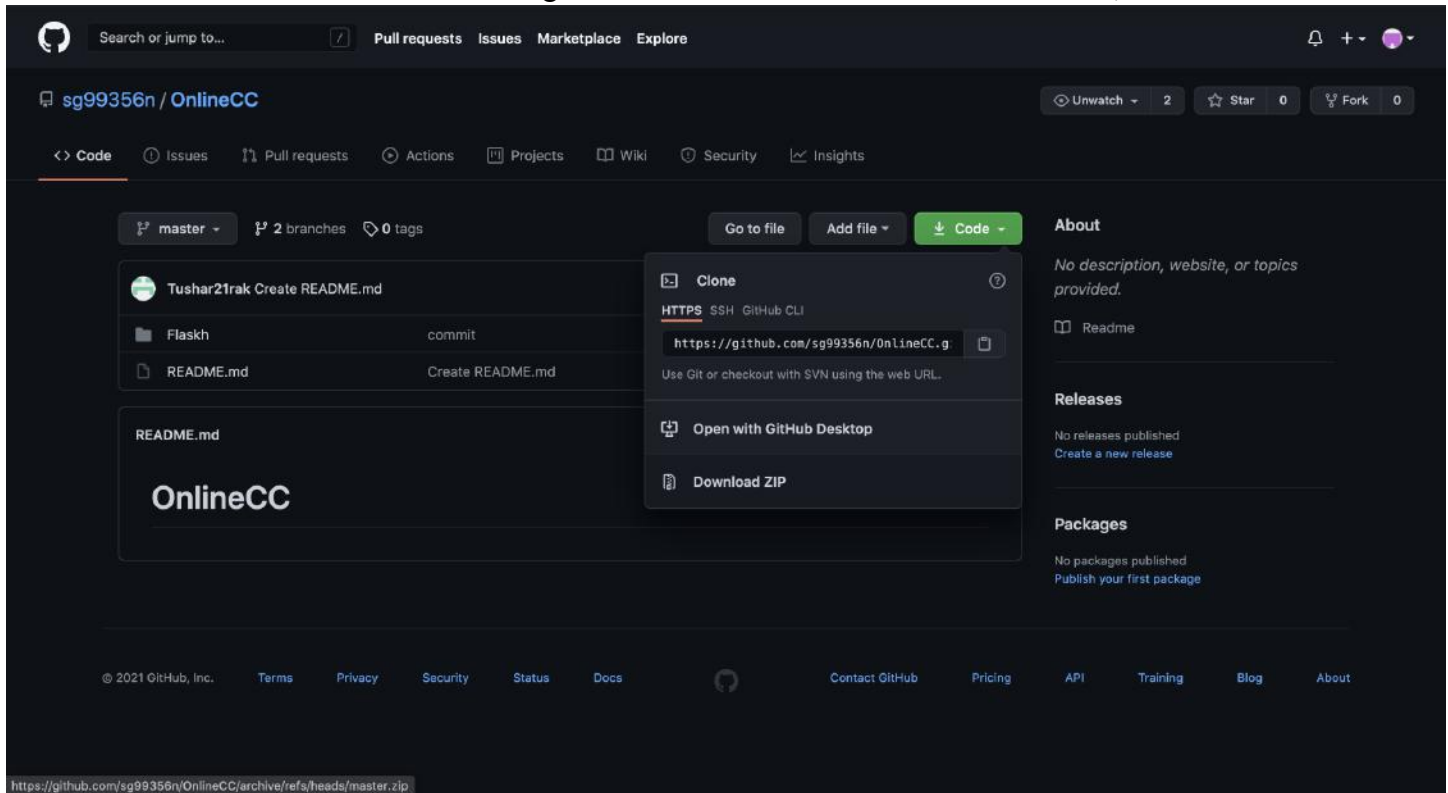 Search or jump to... / Pull requests Issues Marketplace Explore
sg99356n / OnlineCC
Unwatch 2 Star 0 Fork 0
<> Code Issues Pull requests Actions Projects Wiki Security Insights
master 2 branches 0 tags Go to file Add file Code
Tushar21rak Create README.md
Flaskh commit
README.md Create README.md
README.md
OnlineCC
Clone
HTTPS SSH GitHub CLI
https://github.com/sg99356n/OnlineCC.g
Use Git or checkout with SVN using the web URL.
Open with GitHub Desktop
Download ZIP
About
No description, website, or topics
provided.
Readme
Releases
No releases published
Create a new release
Packages
No packages published
Publish your first package
© 2021 GitHub, Inc. Terms Privacy Security Status Docs Contact GitHub Pricing API Training Blog About
https://github.com/sg99356n/OnlineCC/archive/refs/heads/master.zip